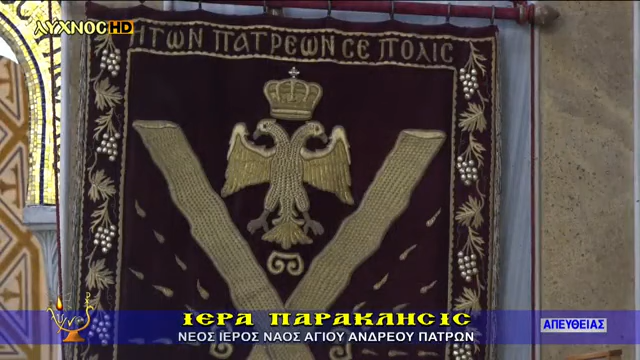 ΛΥΧΝΟΣ HD
Η ΤΩΝ ΠΑΤΡΕΩΝ ΣΕ ΠΟΛΙΣ
ΙΕΡΑ ΠΑΡΑΚΛΗΣΙΣ
ΝΕΟΣ ΙΕΡΟΣ ΝΑΟΣ ΑΓΙΟΥ ΑΝΔΡΕΟΥ ΠΑΤΡΩΝ
ΑΠΕΥΘΕΙΑΣ